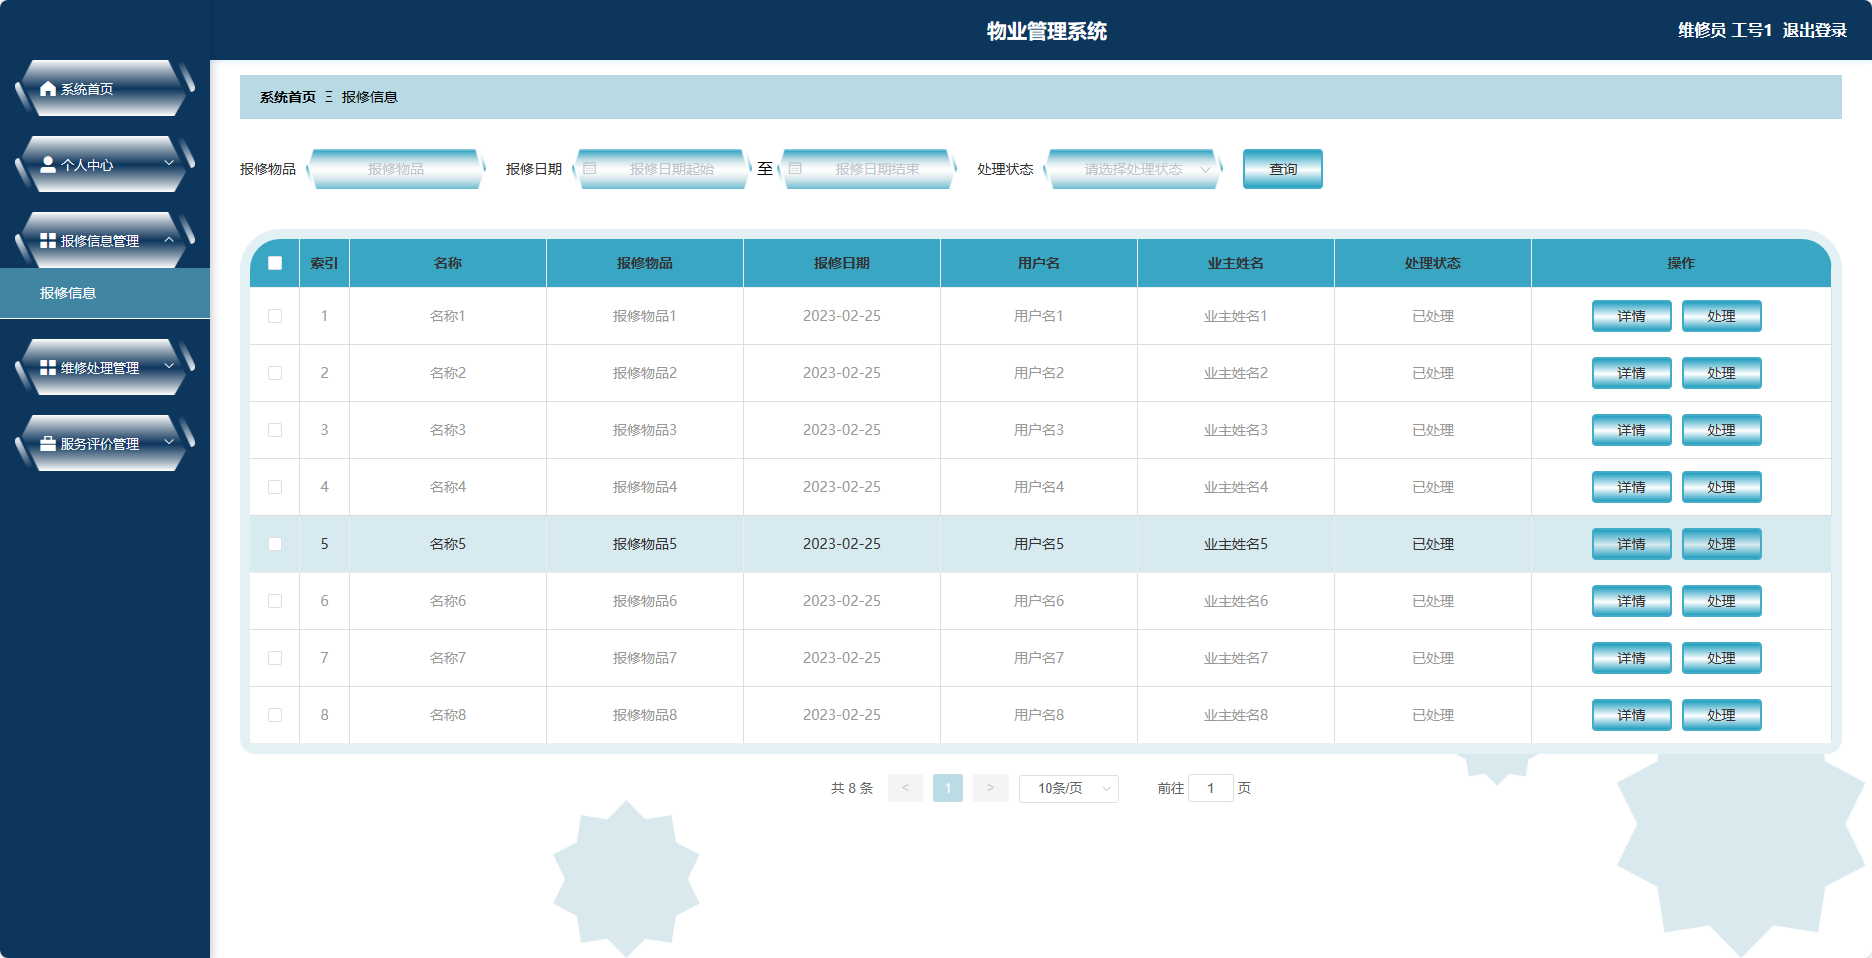 物业管理系统
维修员 工号1 退出登录
系统首页
个人中心
报修信息管理
报修信息
维修处理管理
服务评价管理
系统首页 Ξ 报修信息
报修物品 报修物品 报修日期 报修日期起始 至 报修日期结束 处理状态 请选择处理状态 查询
索引 名称 报修物品 报修日期 用户名 业主姓名 处理状态 操作
1 名称1 报修物品1 2023-02-25 用户名1 业主姓名1 已处理 详情 处理
2 名称2 报修物品2 2023-02-25 用户名2 业主姓名2 已处理 详情 处理
3 名称3 报修物品3 2023-02-25 用户名3 业主姓名3 已处理 详情 处理
4 名称4 报修物品4 2023-02-25 用户名4 业主姓名4 已处理 详情 处理
5 名称5 报修物品5 2023-02-25 用户名5 业主姓名5 已处理 详情 处理
6 名称6 报修物品6 2023-02-25 用户名6 业主姓名6 已处理 详情 处理
7 名称7 报修物品7 2023-02-25 用户名7 业主姓名7 已处理 详情 处理
8 名称8 报修物品8 2023-02-25 用户名8 业主姓名8 已处理 详情 处理
共 8 条 < 1 > 10条/页 前往 1 页